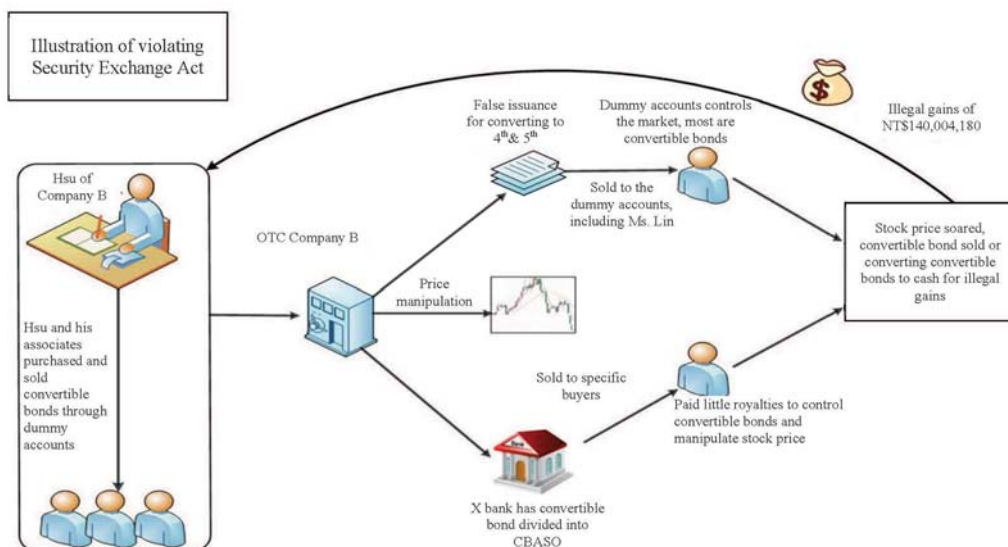 Illustration of violating
Security Exchange Act
False issuance
for converting to
4th & 5th
Dummy accounts controls
the market, most are
convertible bonds
Illegal gains of
NT$140,004,180
Hsu of
Company B
Sold to the
dummy accounts,
including Ms. Lin
OTC Company B
Stock price soared,
convertible bond sold or
converting convertible
bonds to cash for illegal
gains
Price
manipulation
Hsu and his
associates
purchased and
sold
convertible
bonds through
dummy
accounts
Sold to specific
buyers
Paid little royalties to control
convertible bonds and
manipulate stock price
Bank
X bank has convertible
bond divided into
CBASO